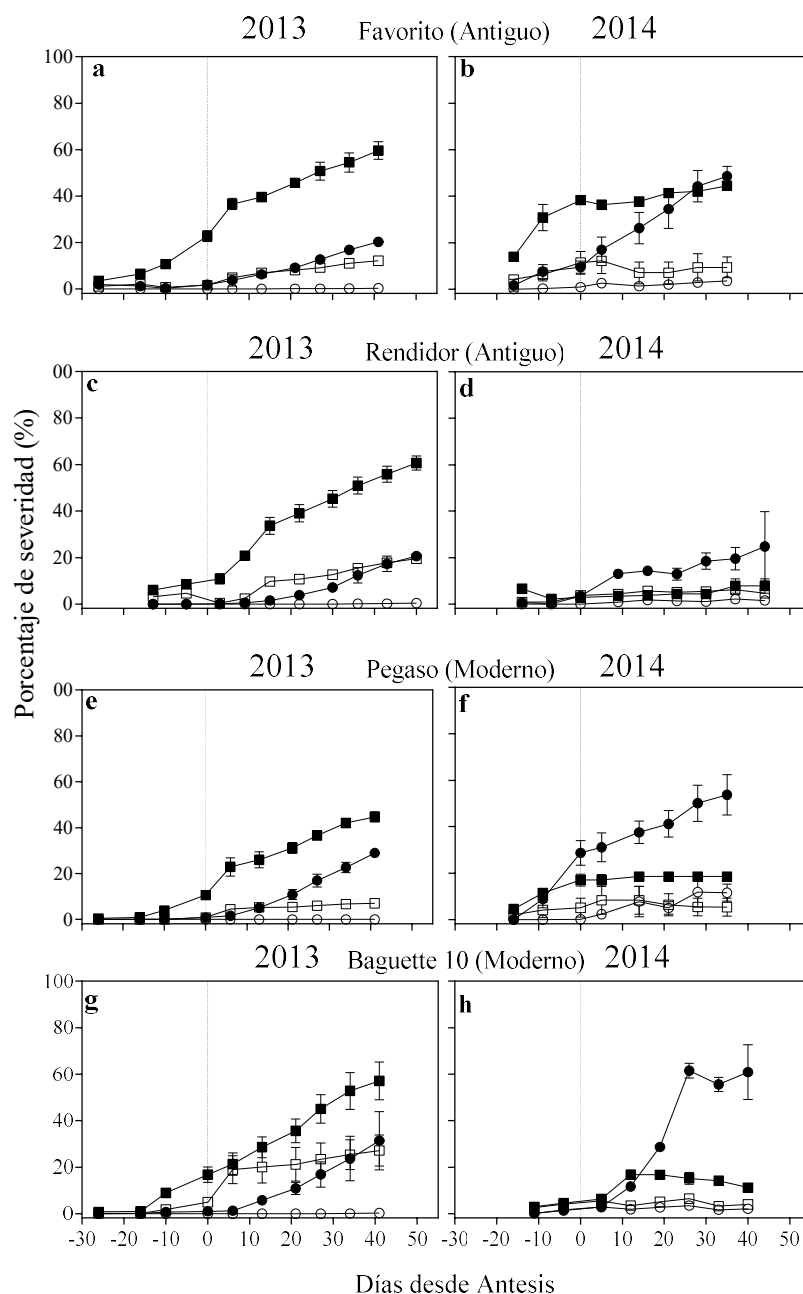 2013 Favorito (Antiguo) 2014
a b
100
80
60
40
20
0
2013 Rendidor (Antiguo) 2014
c d
00
80
60
40
20
0
Porcentaje de severidad (%)
2013 Pegaso (Moderno) 2014
e f
00
80
60
40
20
0
2013 Baguette 10 (Moderno) 2014
g h
100
80
60
40
20
0
-30 -20 -10 0 10 20 30 40 -30 -20 -10 0 10 20 30 40 50
Días desde Antesis